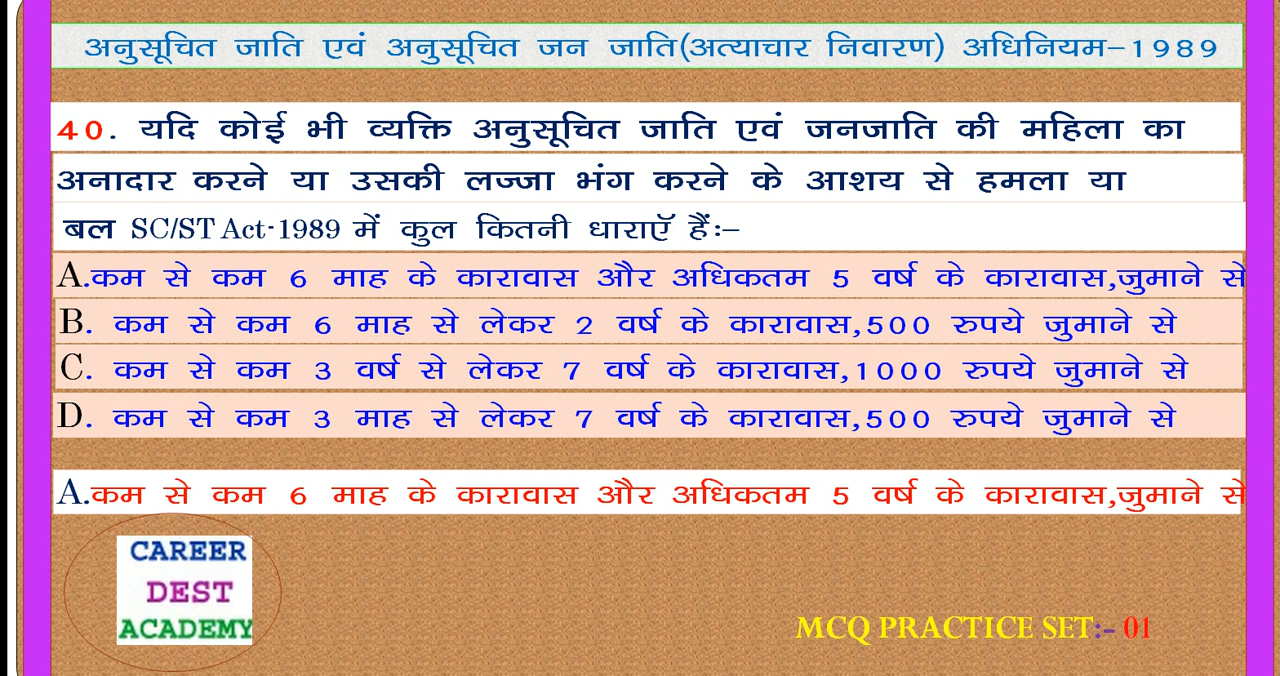 अनुसूचित जाति एवं अनुसूचित जन जाति(अत्याचार निवारण) अधिनियम–1989
40. यदि कोई भी व्यक्ति अनुसूचित जाति एवं जनजाति की महिला का
अनादार करने या उसकी लज्जा भंग करने के आशय से हमला या
बल SC/ST Act-1989 में कुल कितनी धाराएॅ हैं:–
A.कम से कम 6 माह के कारावास और अधिकतम 5 वर्ष के कारावास,जुमाने से
B. कम से कम 6 माह से लेकर 2 वर्ष के कारावास,500 रुपये जुमाने से
C. कम से कम 3 वर्ष से लेकर 7 वर्ष के कारावास,1000 रुपये जुमाने से
D. कम से कम 3 माह से लेकर 7 वर्ष के कारावास,500 रुपये जुमाने से
A.कम से कम 6 माह के कारावास और अधिकतम 5 वर्ष के कारावास,जुमाने से
CAREER
DEST
ACADEMY
MCQ PRACTICE SET:- 01